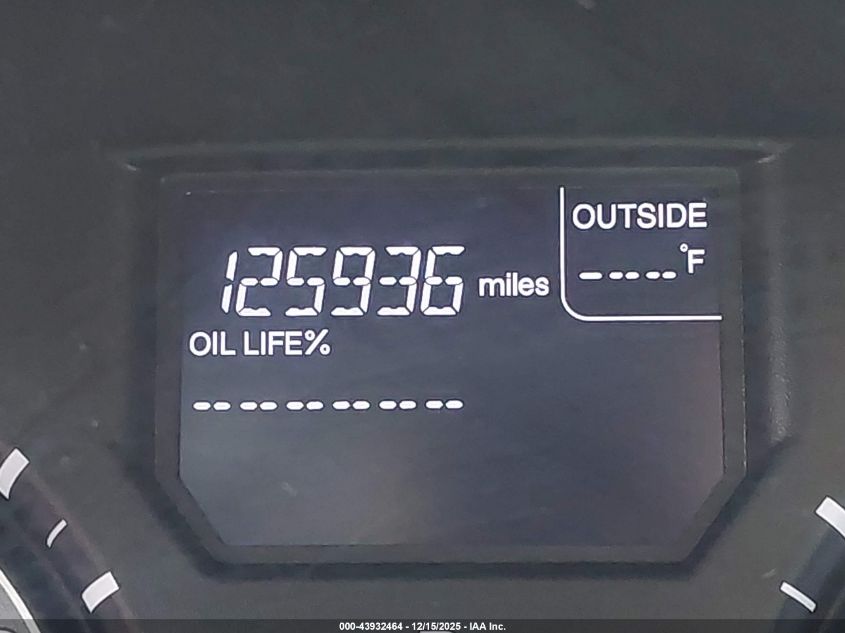 OUTSIDE
----°F
125936 miles
OIL LIFE%
------------
000-43932464 - 12/15/2025 - IAA Inc.